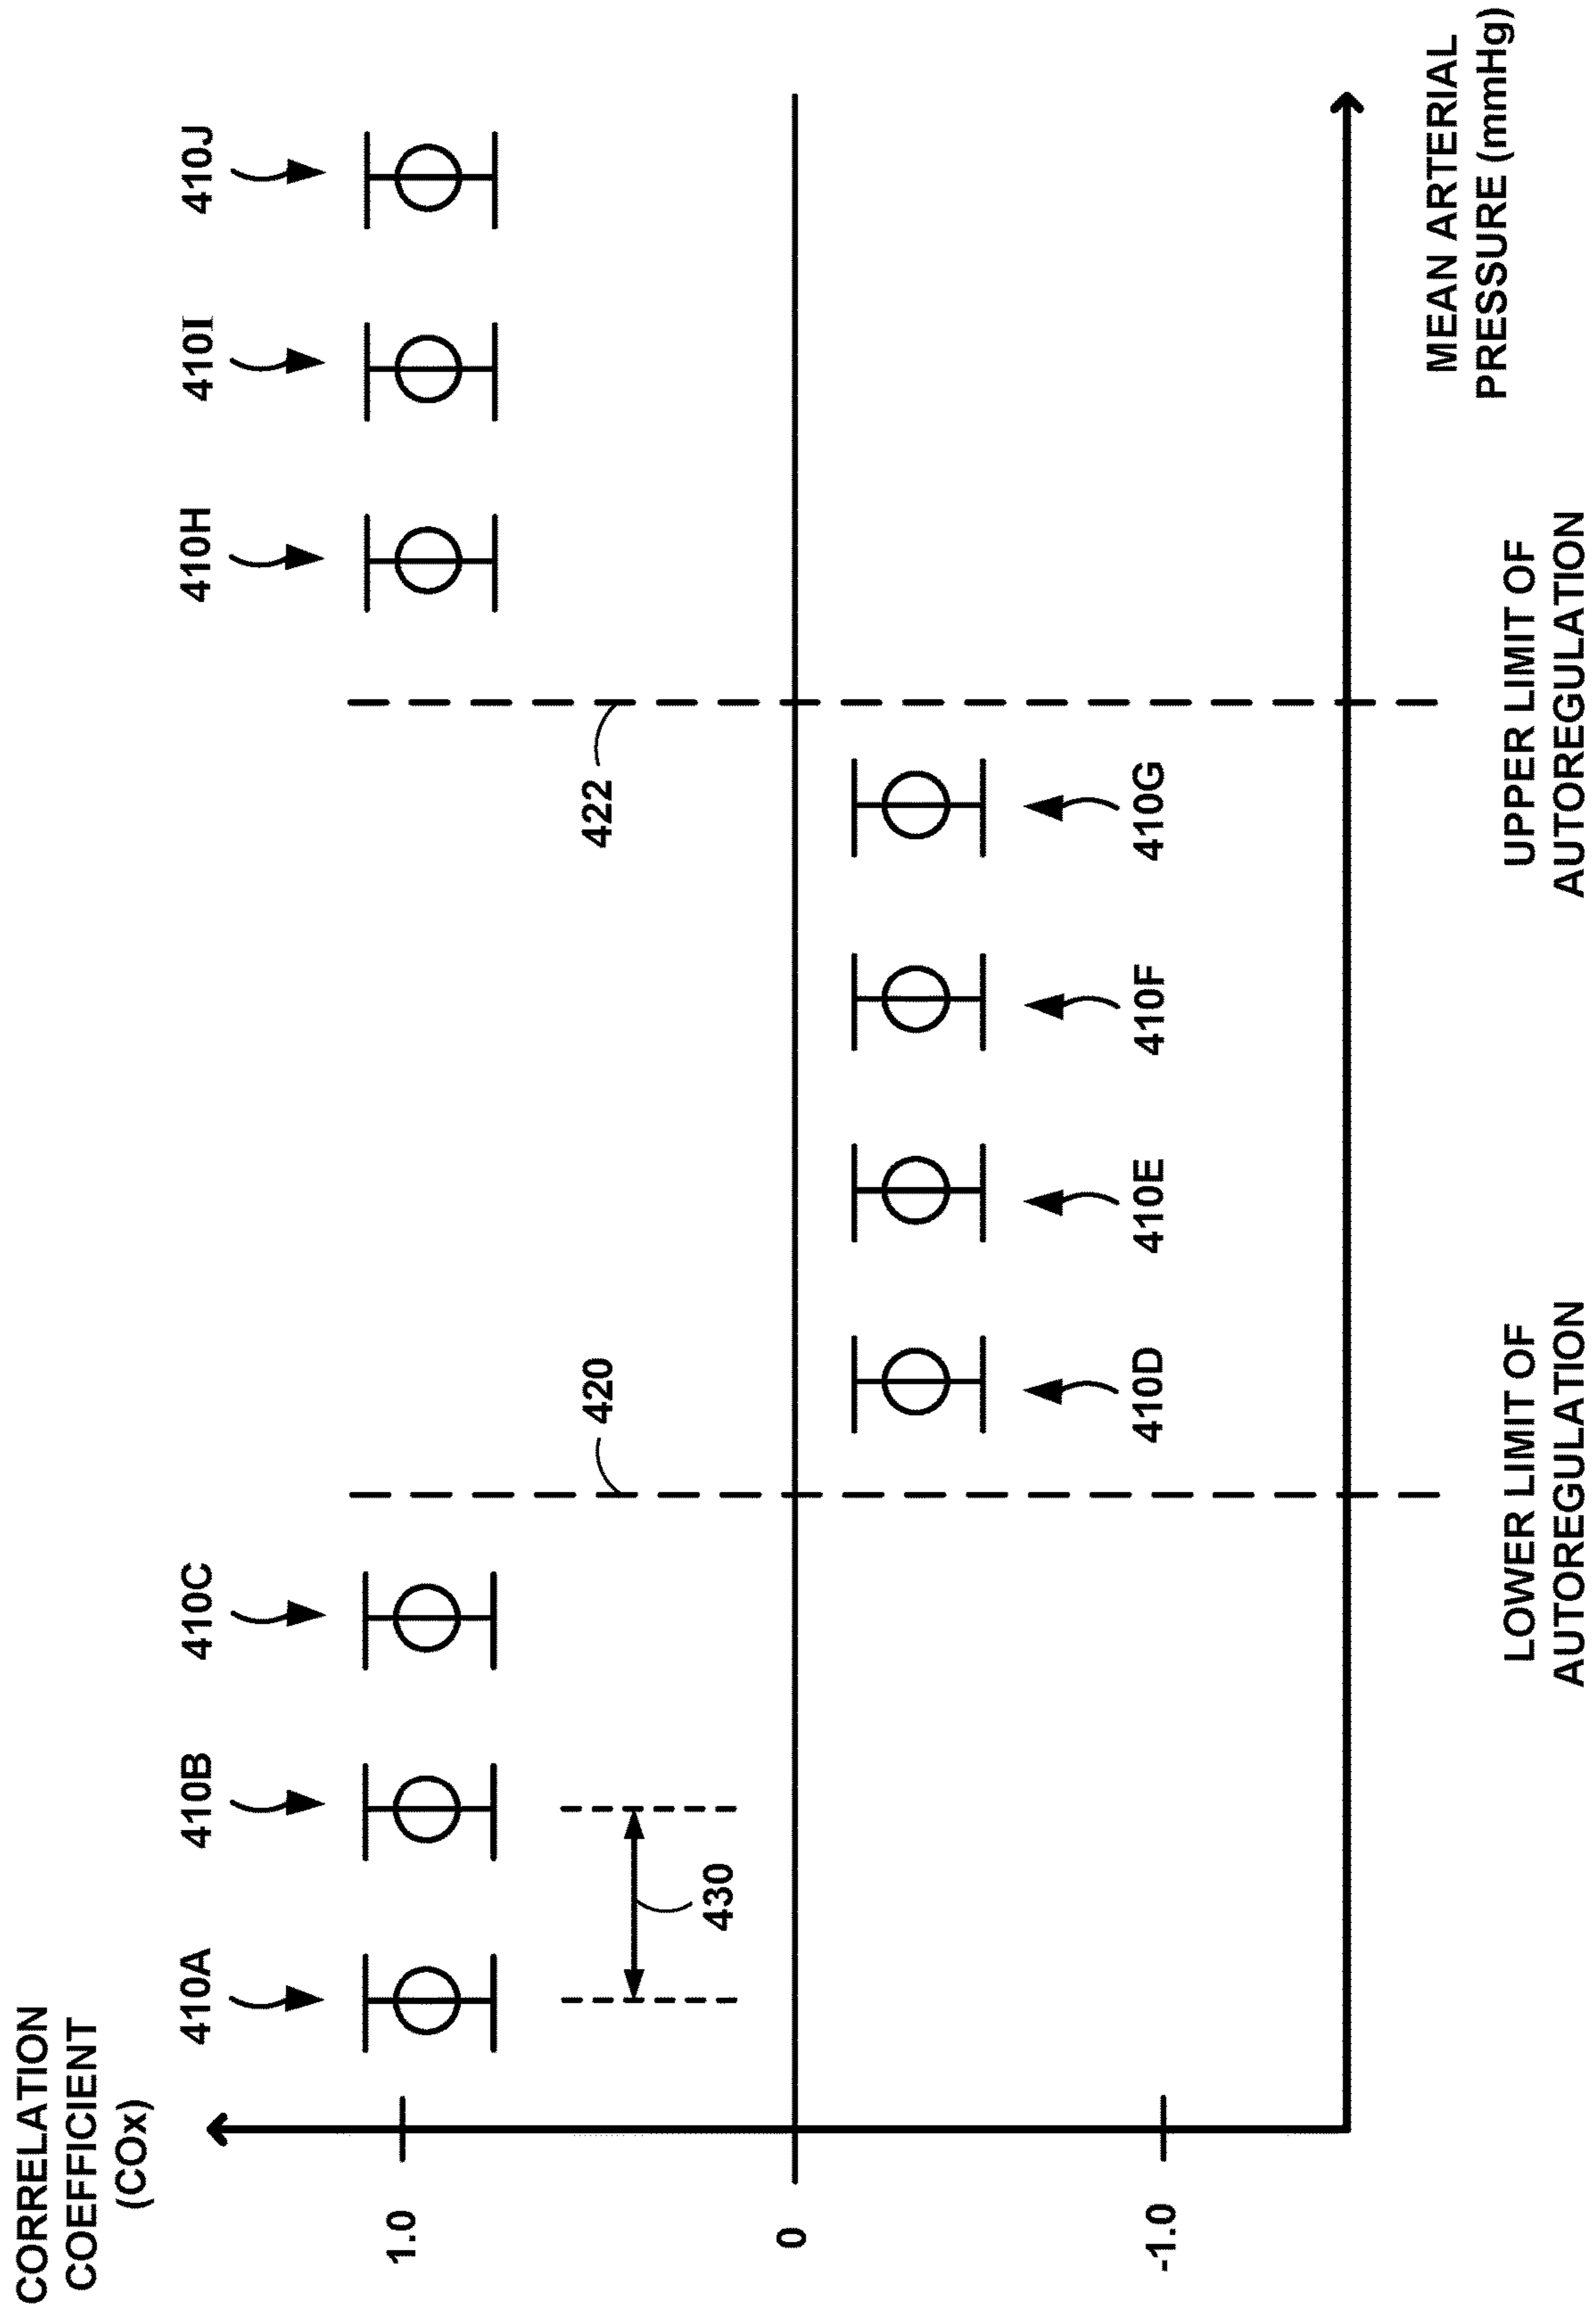 CORRELATION
COEFFICIENT
(COx)
410A
410B
410C
410H
410I
410J
420
422
430
1.0
0
-1.0
410D
410E
410F
410G
MEAN ARTERIAL
PRESSURE (mmHg)
LOWER LIMIT OF
AUTOREGULATION
UPPER LIMIT OF
AUTOREGULATION